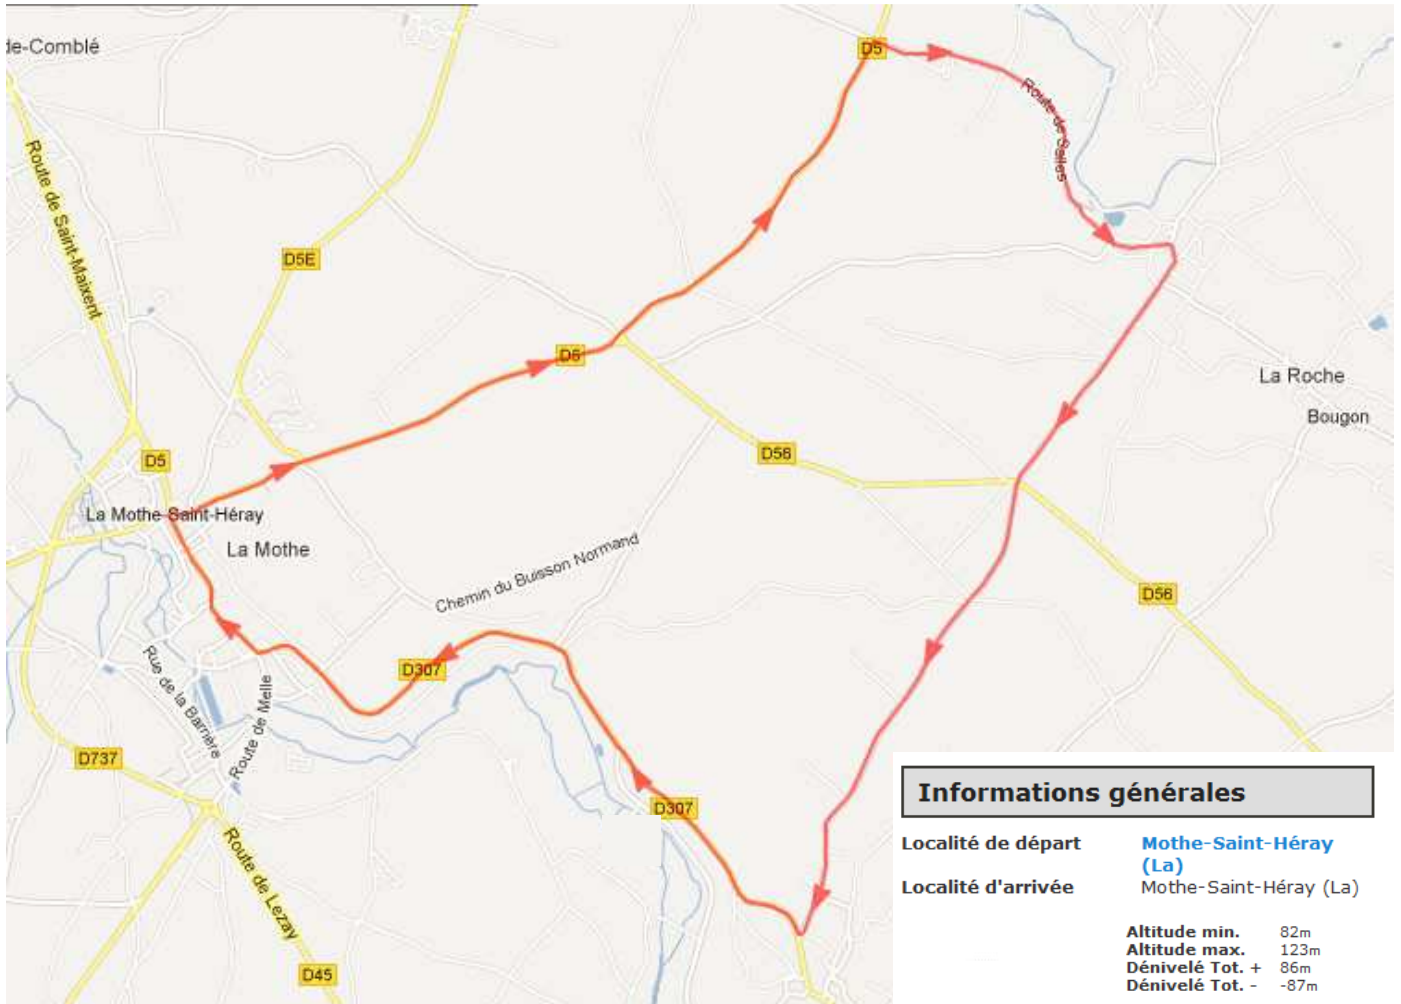 de-Comblé
D5
Route de Salles
Route de Saint-Maixent
D5E
D5
La Roche
Bougon
D5
D56
La Mothe-Saint-Héray
La Mothe
Chemin du Buisson Normand
D56
D307
Rue de la Barrière
Route de Melle
D737
D307
Route de Lezay
D45
Informations générales
Localité de départ Mothe-Saint-Héray
(La)
Localité d'arrivée Mothe-Saint-Héray (La)
Altitude min. 82m
Altitude max. 123m
Dénivelé Tot. + 86m
Dénivelé Tot. - -87m